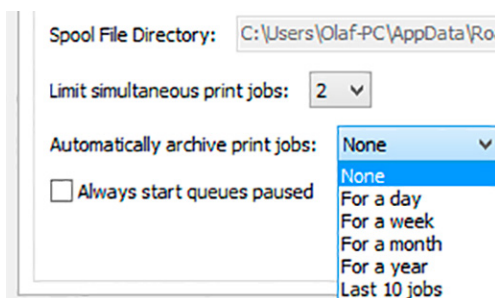 Spool File Directory: C:\Users\Olaf-PC\AppData\Ro
Limit simultaneous print jobs: 2
Automatically archive print jobs: None
None
Always start queues paused
For a day
For a week
For a month
For a year
Last 10 jobs